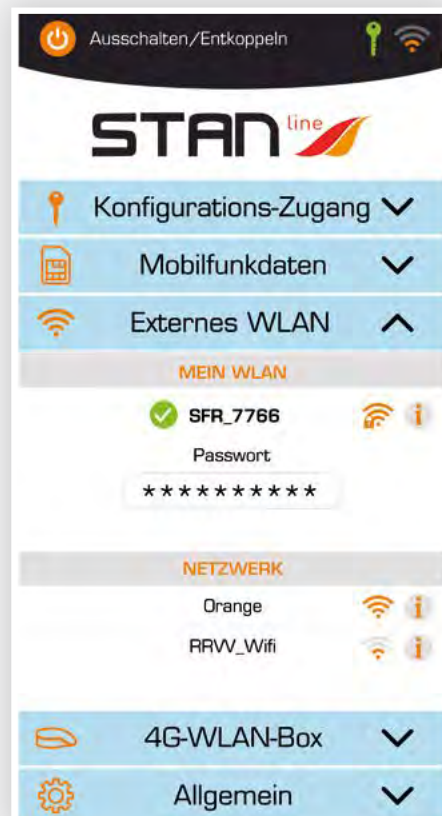 Ausschalten/Entkoppeln
STAN line
Konfigurations-Zugang
Mobilfunkdaten
Externes WLAN
MEIN WLAN
SFR_7766
Passwort
**********
NETZWERK
Orange
RRVV_Wifi
4G-WLAN-Box
Allgemein